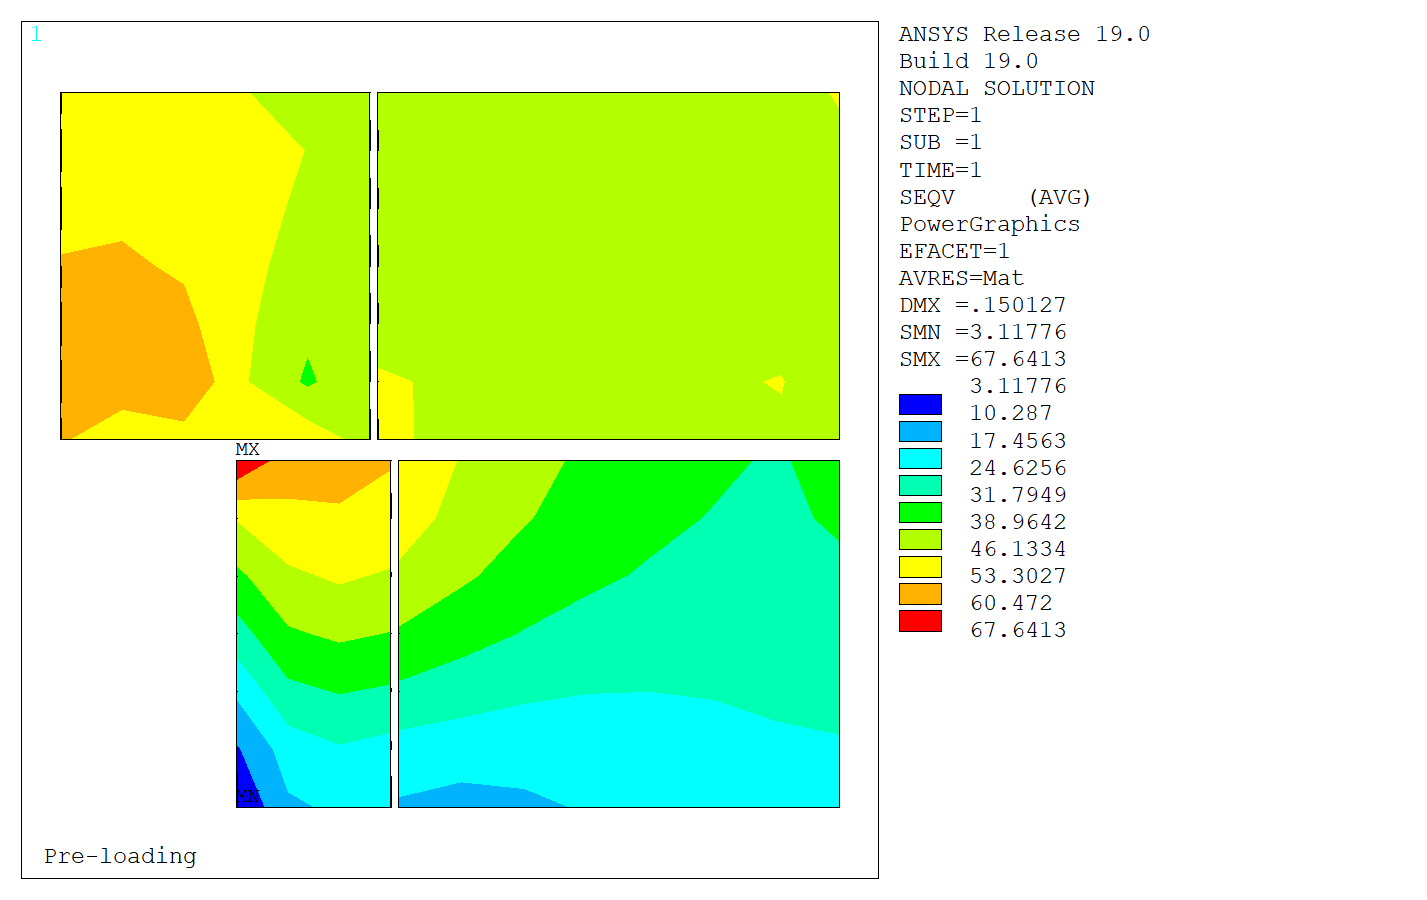 1
ANSYS Release 19.0
Build 19.0
NODAL SOLUTION
STEP=1
SUB =1
TIME=1
SEQV     (AVG)
PowerGraphics
EFACET=1
AVRES=Mat
DMX =.150127
SMN =3.11776
SMX =67.6413
3.11776
10.287
17.4563
24.6256
31.7949
38.9642
46.1334
53.3027
60.472
67.6413
MX
MN
Pre-loading